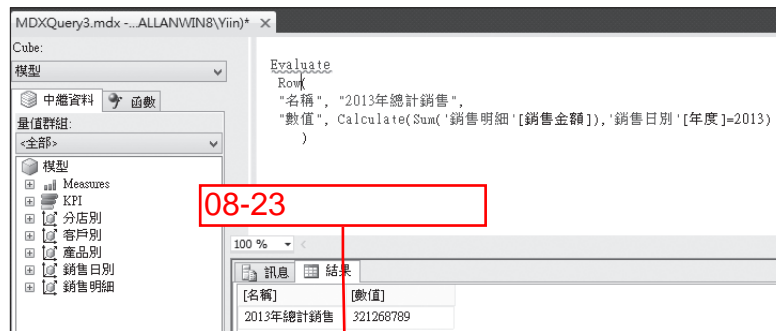 MDXQuery3.mdx -...ALLANWIN8\Yiin)*
Cube:
模型
中繼資料 函數
量值群組:
<全部>
模型
Measures
KPI
分店別
客戶別
產品別
銷售日別
銷售明細
Evaluate
Row(
"名稱", "2013年總計銷售",
"數值", Calculate(Sum('銷售明細'[銷售金額]),'銷售日別'[年度]=2013)
)
08-23
100 %
訊息 結果
[名稱] [數值]
2013年總計銷售 321268789